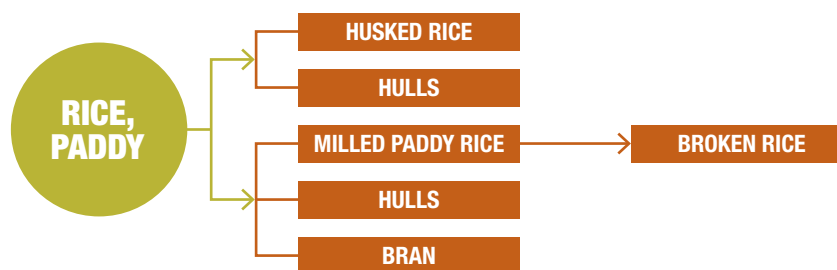 RICE,
PADDY
HUSKED RICE
HULLS
MILLED PADDY RICE
BROKEN RICE
HULLS
BRAN